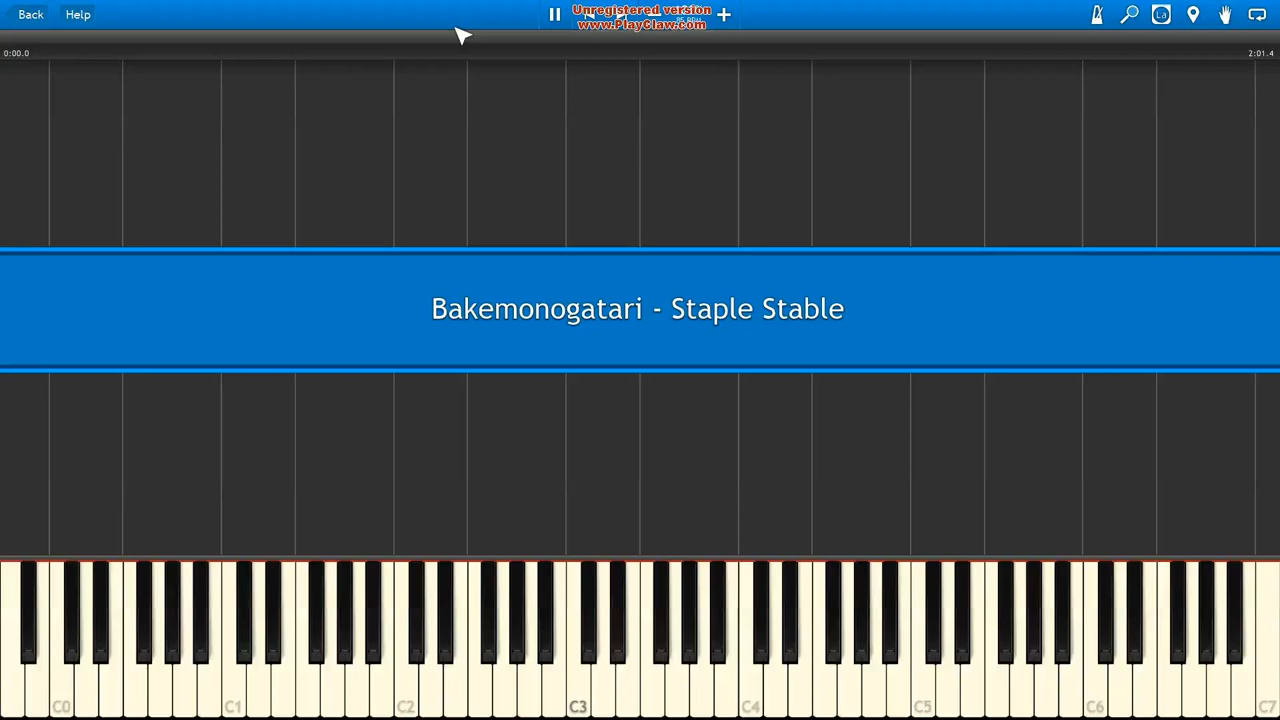 Back Help Unregistered version La
www.PlayClaw.com
0:00.0 2:01.4
Bakemonogatari - Staple Stable
C0 C1 C2 C3 C4 C5 C6 C7